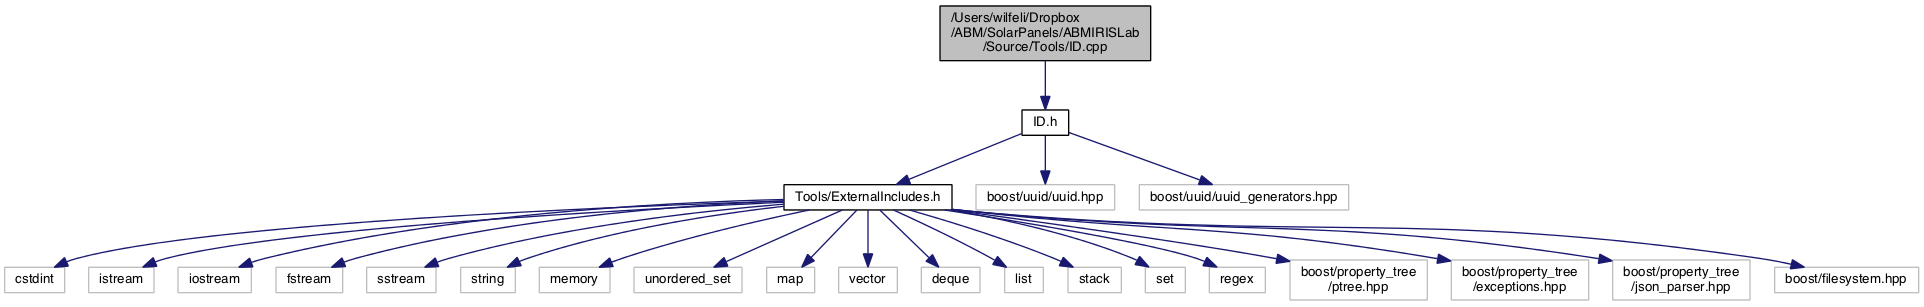 /Users/wilfeli/Dropbox
/ABM/SolarPanels/ABMIRISLab
/Source/Tools/ID.cpp
ID.h
Tools/ExternalIncludes.h
boost/uuid/uuid.hpp
boost/uuid/uuid_generators.hpp
cstdint
istream
iostream
fstream
sstream
string
memory
unordered_set
map
vector
deque
list
stack
set
regex
boost/property_tree
/ptree.hpp
boost/property_tree
/exceptions.hpp
boost/property_tree
/json_parser.hpp
boost/filesystem.hpp